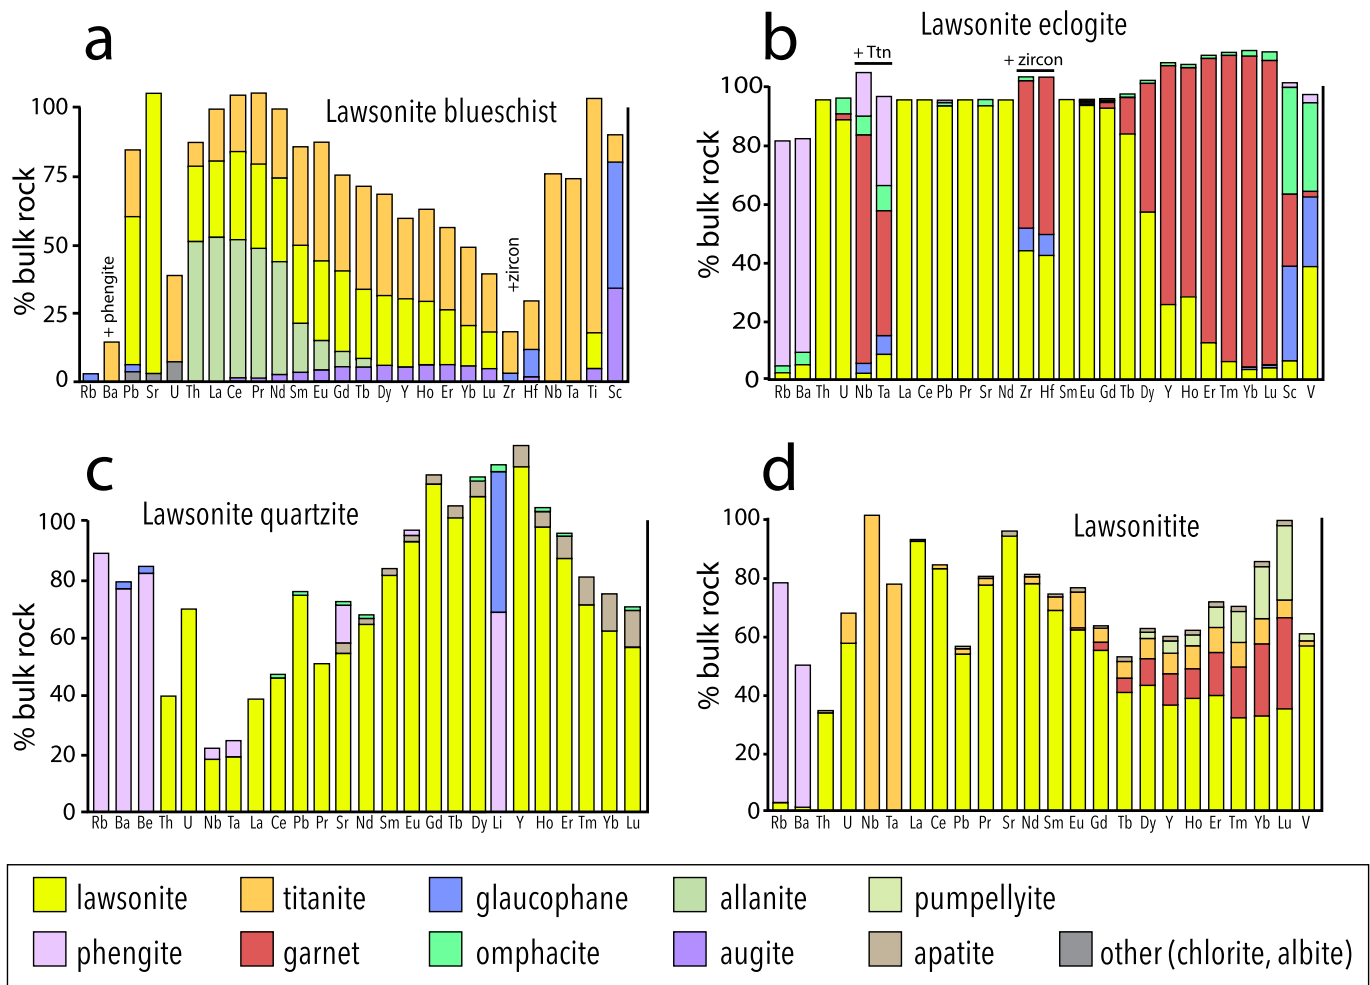 a
Lawsonite blueschist
% bulk rock
100
75
50
25
0
+ phengite
+zircon
Rb Ba Pb Sr U Th La Ce Pr Nd Sm Eu Gd Tb Dy Y Ho Er Yb Lu Zr Hf Nb Ta Ti Sc
b
Lawsonite eclogite
+ Ttn
+ zircon
% bulk rock
100
80
60
40
20
0
Rb Ba Th U Nb Ta La Ce Pb Pr Sr Nd Zr Hf Sm Eu Gd Tb Dy Y Ho Er Tm Yb Lu Sc V
c
Lawsonite quartzite
% bulk rock
100
80
60
40
20
0
Rb Ba Be Th U Nb Ta La Ce Pb Pr Sr Nd Sm Eu Gd Tb Dy Li Y Ho Er Tm Yb Lu
d
Lawsonitite
% bulk rock
100
80
60
40
20
0
Rb Ba Th U Nb Ta La Ce Pb Pr Sr Nd Sm Eu Gd Tb Dy Y Ho Er Tm Yb Lu V
lawsonite titanite glaucophane allanite pumpellyite
phengite garnet omphacite augite apatite other (chlorite, albite)